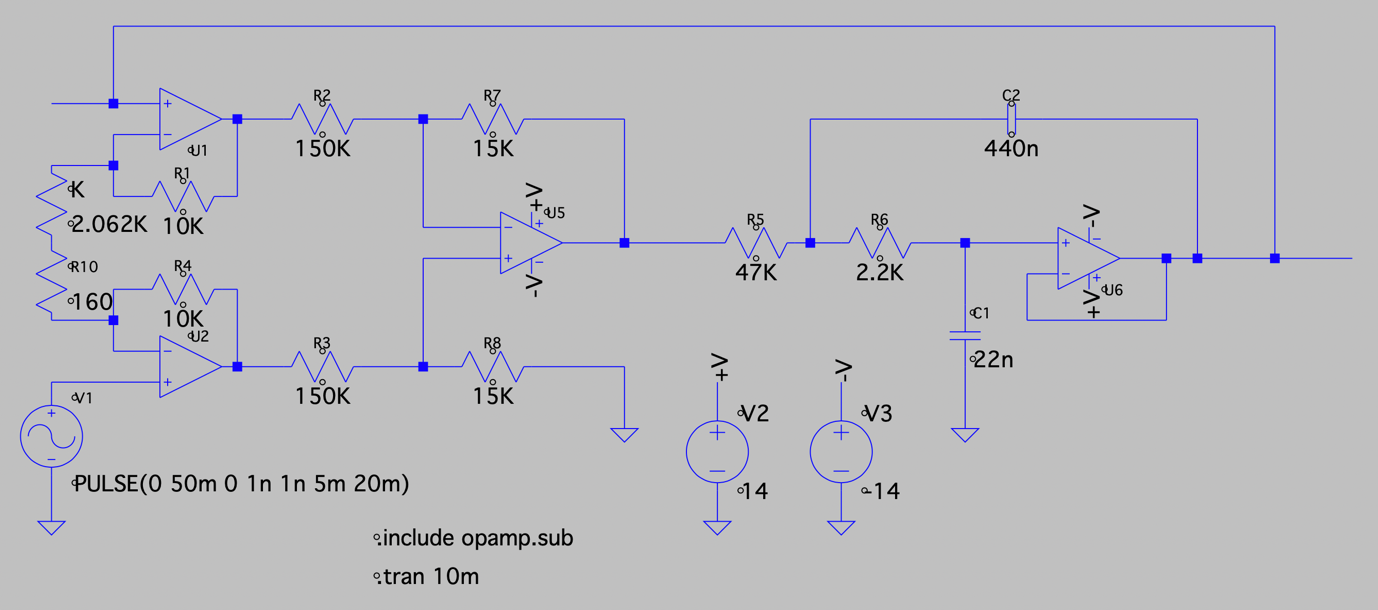 R2
150K
R7
15K
C2
440n
U1
R1
10K
K
2.062K
+V
U5
-V
R5
47K
R6
2.2K
-V
U6
+V
R10
160
R4
10K
U2
C1
22n
R3
150K
R8
15K
+V
V2
14
-V
V3
-14
V1
PULSE(0 50m 0 1n 1n 5m 20m)
.include opamp.sub
.tran 10m